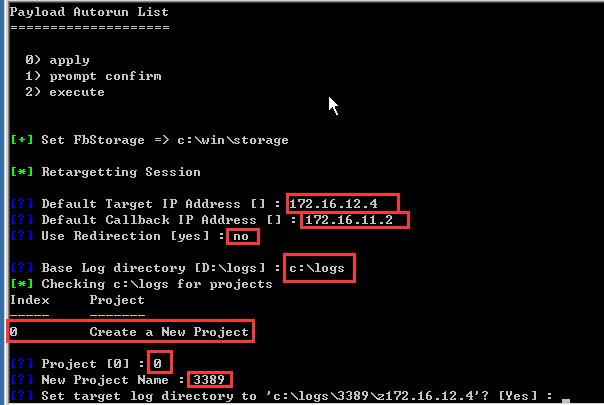 Payload Autorun List
====================
0) apply
1) prompt confirm
2) execute
[+] Set FbStorage => c:\win\storage
[*] Retargetting Session
[?] Default Target IP Address [] : 172.16.12.4
[?] Default Callback IP Address [] : 172.16.11.2
[?] Use Redirection [yes] : no
[?] Base Log directory [D:\logs] : c:\logs
[*] Checking c:\logs for projects
Index     Project
-----     -------
0         Create a New Project
[?] Project [0] : 0
[?] New Project Name : 3389
[?] Set target log directory to 'c:\logs\3389\z172.16.12.4'? [Yes] : _